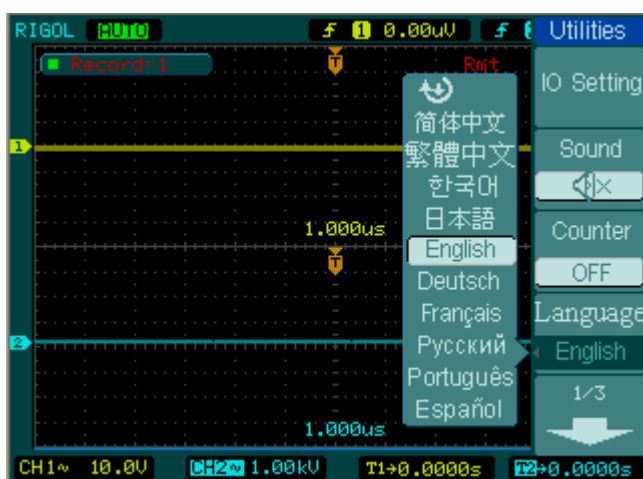 RIGOL AUTO 1 0.00uV Utilities
Record:1 T Rmt
IO Setting
简体中文
繁體中文
한국어
日本語
English
Deutsch
Français
Русский
Português
Español
1
Sound
1.000us
Counter
OFF
T
Language
English
2
1/3
1.000us
CH1~ 10.0V CH2~ 1.00kV T1→0.0000s T2→0.0000s